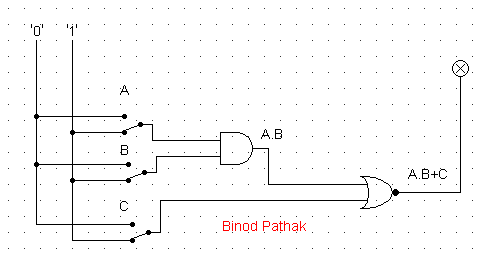 '0' '1'
A
A.B
B
A.B+C
C
Binod Pathak